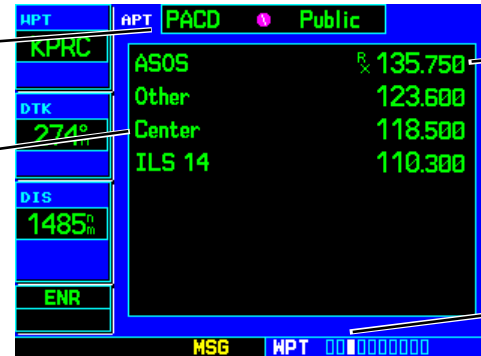 WPT
KPRC
DTK
274°m
DIS
1485nm
ENR
APT PACD Public
ASOS Rx 135.750
Other 123.600
Center 118.500
ILS 14 110.300
MSG WPT